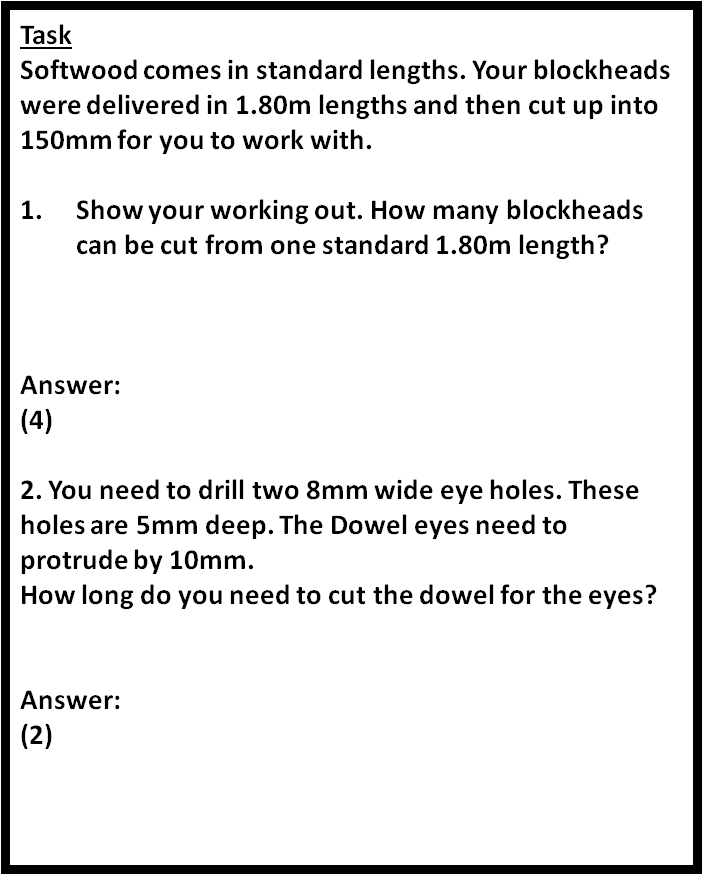 Task
Softwood comes in standard lengths. Your blockheads
were delivered in 1.80m lengths and then cut up into
150mm for you to work with.
1. Show your working out. How many blockheads
can be cut from one standard 1.80m length?
Answer:
(4)
2. You need to drill two 8mm wide eye holes. These
holes are 5mm deep. The Dowel eyes need to
protrude by 10mm.
How long do you need to cut the dowel for the eyes?
Answer:
(2)